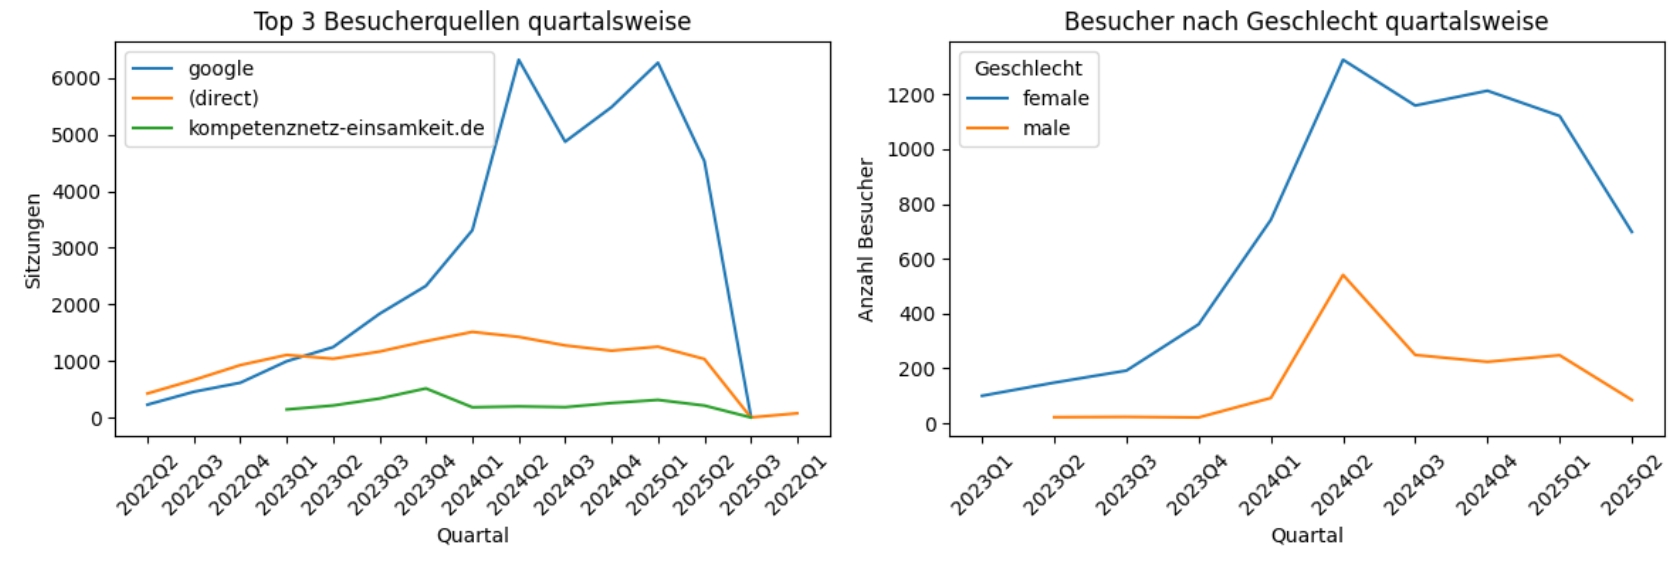 Top 3 Besucherquellen quartalsweise
google
(direct)
kompetenznetz-einsamkeit.de
Sitzungen
6000
5000
4000
3000
2000
1000
0
2022Q2
2022Q3
2022Q4
2023Q1
2023Q2
2023Q3
2023Q4
2024Q1
2024Q2
2024Q3
2024Q4
2025Q1
2025Q2
2025Q3
2022Q1
Quartal
Besucher nach Geschlecht quartalsweise
Geschlecht
female
male
Anzahl Besucher
1200
1000
800
600
400
200
0
2023Q1
2023Q2
2023Q3
2023Q4
2024Q1
2024Q2
2024Q3
2024Q4
2025Q1
2025Q2
Quartal